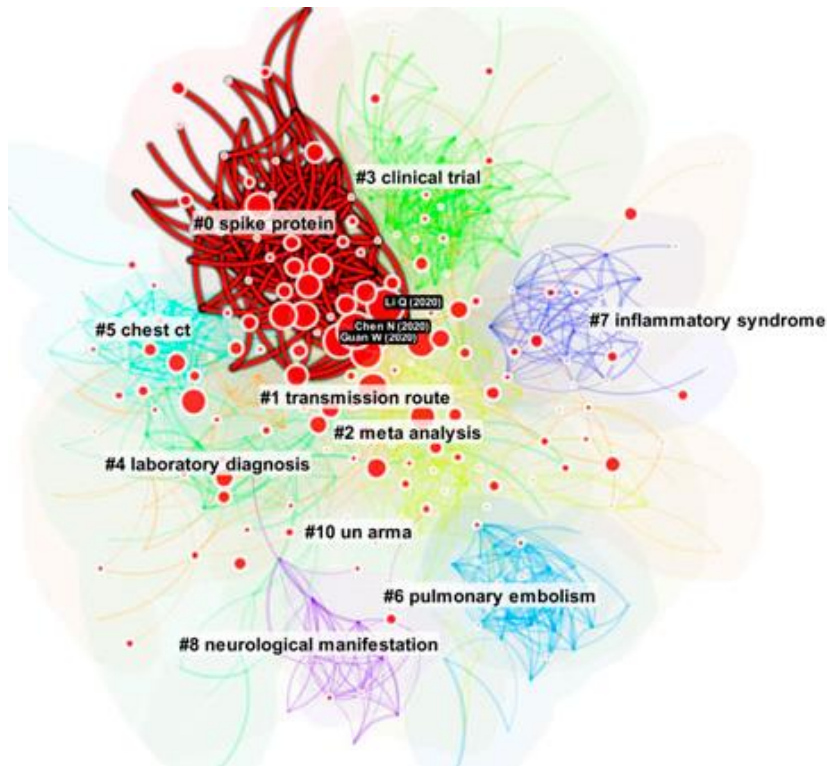 #3 clinical trial
#0 spike protein
Li Q (2020)
#7 inflammatory syndrome
Chen N (2020)
#5 chest ct
Guan W (2020)
#1 transmission route
#2 meta analysis
#4 laboratory diagnosis
#10 un arma
#6 pulmonary embolism
#8 neurological manifestation